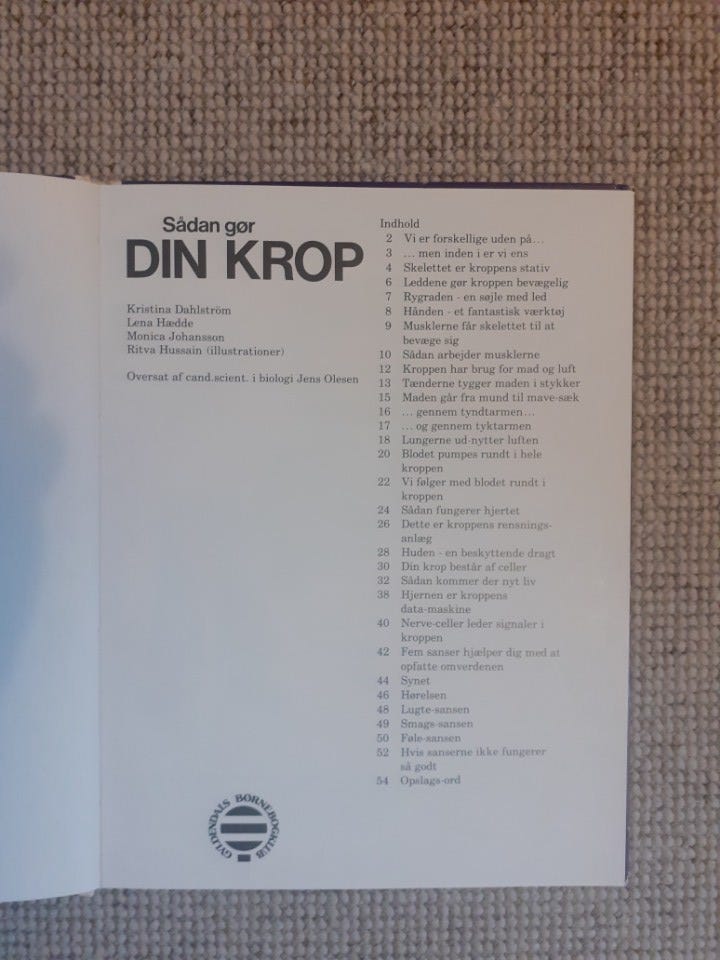 Sådan gør
DIN KROP
Kristina Dahlström
Lena Hædde
Monica Johansson
Ritva Hussain (illustrationer)
Oversat af cand.scient. i biologi Jens Olesen
GYLDENDALS BØRNEBOGKLUB
Indhold
2 Vi er forskellige uden på...
3 ... men inden i er vi ens
4 Skelettet er kroppens stativ
6 Leddene gør kroppen bevægelig
7 Rygraden - en søjle med led
8 Hånden - et fantastisk værktøj
9 Musklerne får skelettet til at
bevæge sig
10 Sådan arbejder musklerne
12 Kroppen har brug for mad og luft
13 Tænderne tygger maden i stykker
15 Maden går fra mund til mave-sæk
16 ... gennem tyndtarmen...
17 ... og gennem tyktarmen
18 Lungerne ud-nytter luften
20 Blodet pumpes rundt i hele
kroppen
22 Vi følger med blodet rundt i
kroppen
24 Sådan fungerer hjertet
26 Dette er kroppens rensnings-
anlæg
28 Huden - en beskyttende dragt
30 Din krop består af celler
32 Sådan kommer der nyt liv
38 Hjernen er kroppens
data-maskine
40 Nerve-celler leder signaler i
kroppen
42 Fem sanser hjælper dig med at
opfatte omverdenen
44 Synet
46 Hørelsen
48 Lugte-sansen
49 Smags-sansen
50 Føle-sansen
52 Hvis sanserne ikke fungerer
så godt
54 Opslags-ord